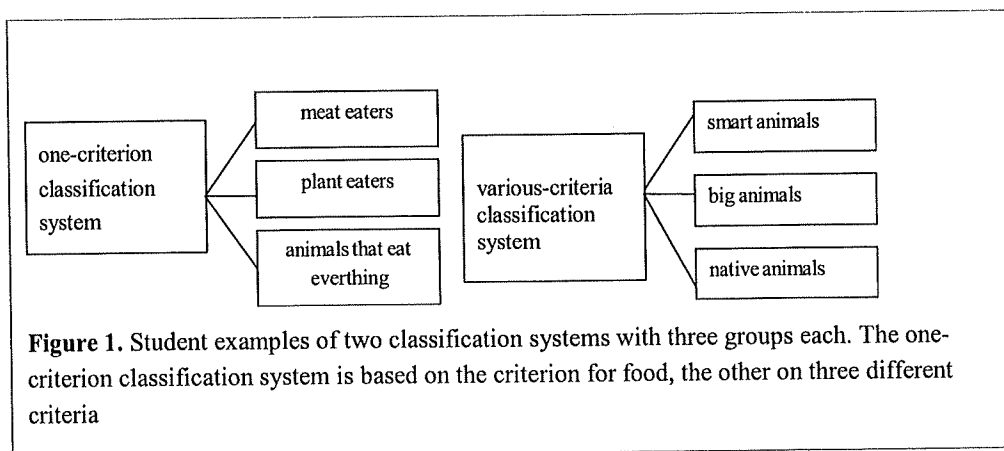 one-criterion
classification
system
meat eaters
plant eaters
animals that eat
everthing
various-criteria
classification
system
smart animals
big animals
native animals
Figure 1. Student examples of two classification systems with three groups each. The one-
criterion classification system is based on the criterion for food, the other on three different
criteria